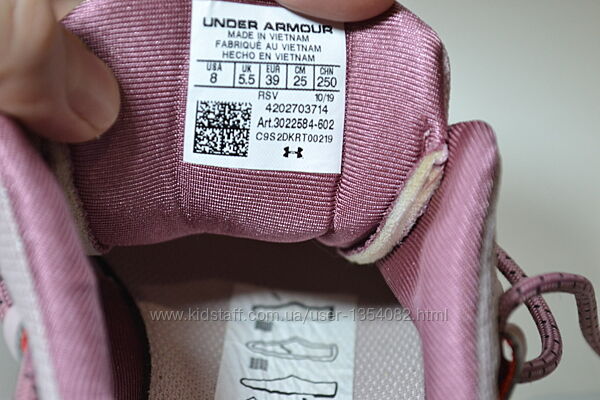 UNDER ARMOUR
MADE IN VIETNAM
FABRIQUÉ AU VIETNAM
HECHO EN VIETNAM
USA UK EUR CM CHN
8 5.5 39 25 250
RSV 10/19
4202703714
Art.3022584-602
C9S2DKRT00219
www.kidstaff.com.ua/user-1354082.html